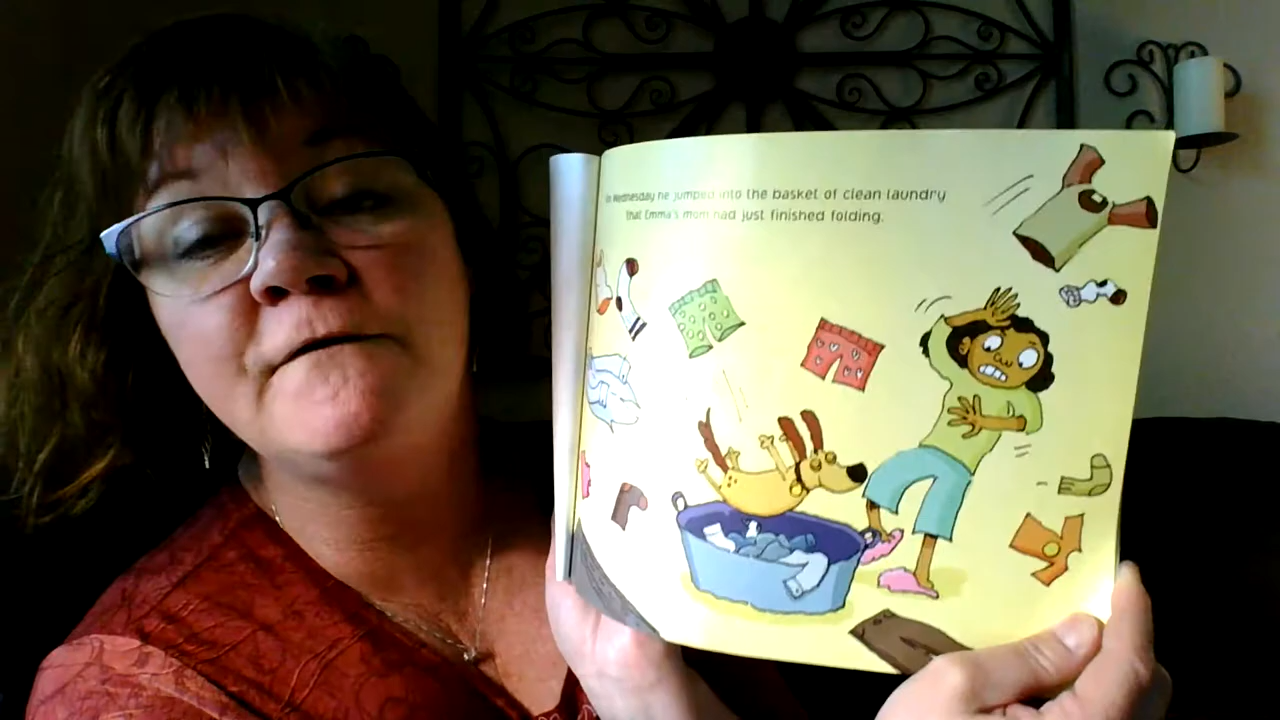 On Wednesday he jumped into the basket of clean laundry
that Emma's mom had just finished folding.